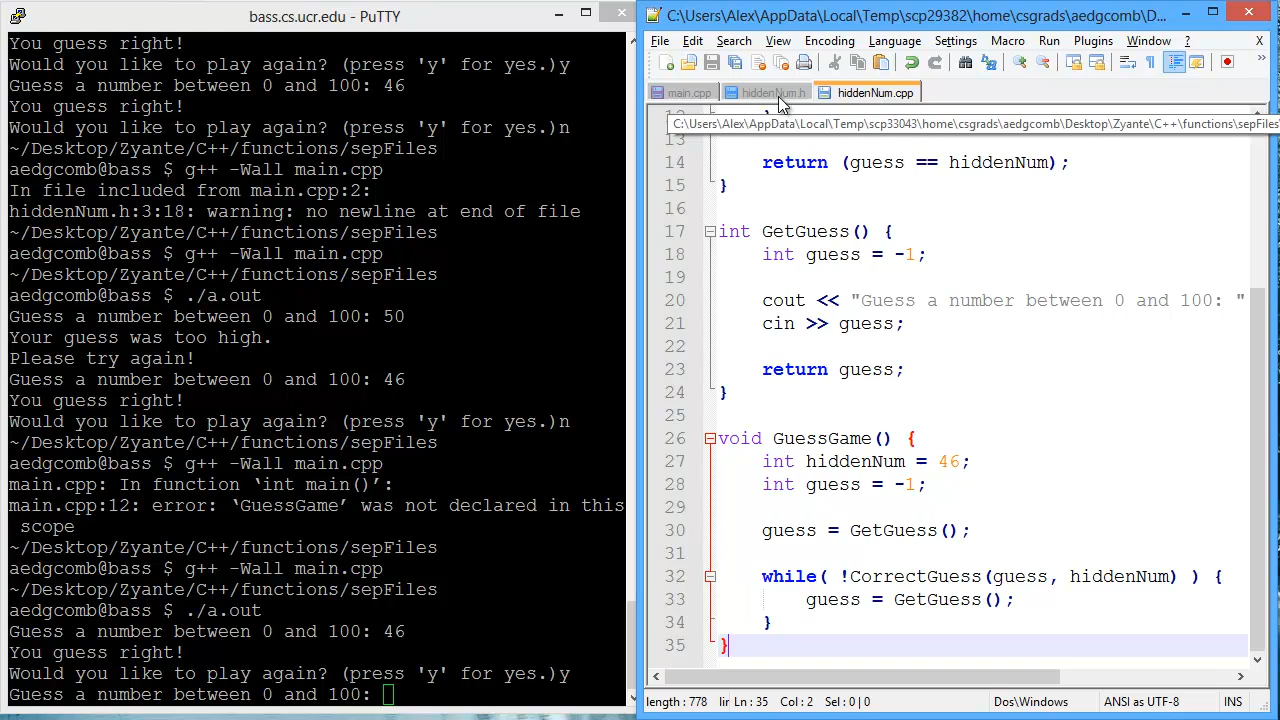 bass.cs.ucr.edu - PuTTY
You guess right!
Would you like to play again? (press 'y' for yes.)y
Guess a number between 0 and 100: 46
You guess right!
Would you like to play again? (press 'y' for yes.)n
~/Desktop/Zyante/C++/functions/sepFiles
aedgcomb@bass $ g++ -Wall main.cpp
In file included from main.cpp:2:
hiddenNum.h:3:18: warning: no newline at end of file
~/Desktop/Zyante/C++/functions/sepFiles
aedgcomb@bass $ g++ -Wall main.cpp
~/Desktop/Zyante/C++/functions/sepFiles
aedgcomb@bass $ ./a.out
Guess a number between 0 and 100: 50
Your guess was too high.
Please try again!
Guess a number between 0 and 100: 46
You guess right!
Would you like to play again? (press 'y' for yes.)n
~/Desktop/Zyante/C++/functions/sepFiles
aedgcomb@bass $ g++ -Wall main.cpp
main.cpp: In function ‘int main()’:
main.cpp:12: error: ‘GuessGame’ was not declared in this
 scope
~/Desktop/Zyante/C++/functions/sepFiles
aedgcomb@bass $ g++ -Wall main.cpp
~/Desktop/Zyante/C++/functions/sepFiles
aedgcomb@bass $ ./a.out
Guess a number between 0 and 100: 46
You guess right!
Would you like to play again? (press 'y' for yes.)y
Guess a number between 0 and 100:
C:\Users\Alex\AppData\Local\Temp\scp29382\home\csgrads\aedgcomb\D...
File Edit Search View Encoding Language Settings Macro Run Plugins Window ? X
main.cpp hiddenNum.h hiddenNum.cpp
C:\Users\Alex\AppData\Local\Temp\scp33043\home\csgrads\aedgcomb\Desktop\Zyante\C++\functions\sepFiles
13
14 return (guess == hiddenNum);
15 }
16
17 int GetGuess() {
18 int guess = -1;
19
20 cout << "Guess a number between 0 and 100: "
21 cin >> guess;
22
23 return guess;
24 }
25
26 void GuessGame() {
27 int hiddenNum = 46;
28 int guess = -1;
29
30 guess = GetGuess();
31
32 while( !CorrectGuess(guess, hiddenNum) ) {
33 guess = GetGuess();
34 }
35 }
length : 778 lir Ln : 35 Col : 2 Sel : 0 | 0 Dos\Windows ANSI as UTF-8 INS